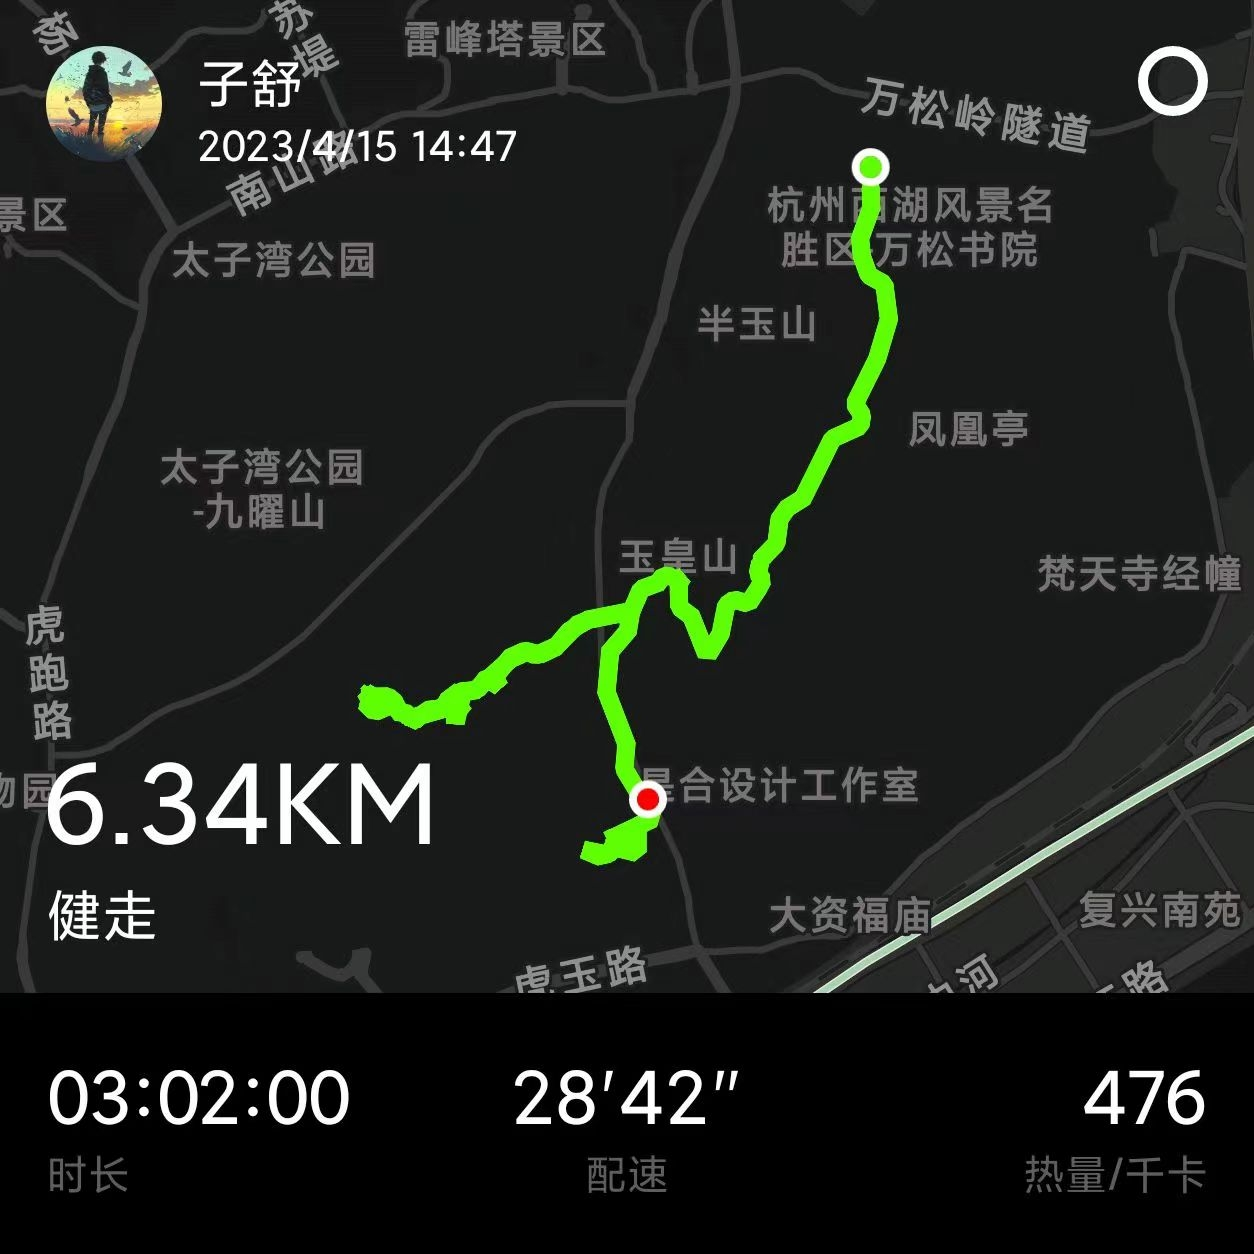 杨
苏堤
雷峰塔景区
子舒
2023/4/15 14:47
万松岭隧道
南山路
景区
杭州西湖风景名
胜区-万松书院
太子湾公园
半玉山
凤凰亭
太子湾公园
-九曜山
玉皇山
梵天寺经幢
虎跑路
物园
6.34KM
合设计工作室
健走
大资福庙
复兴南苑
虎玉路
河
路
03:02:00
28′42″
476
时长
配速
热量/千卡